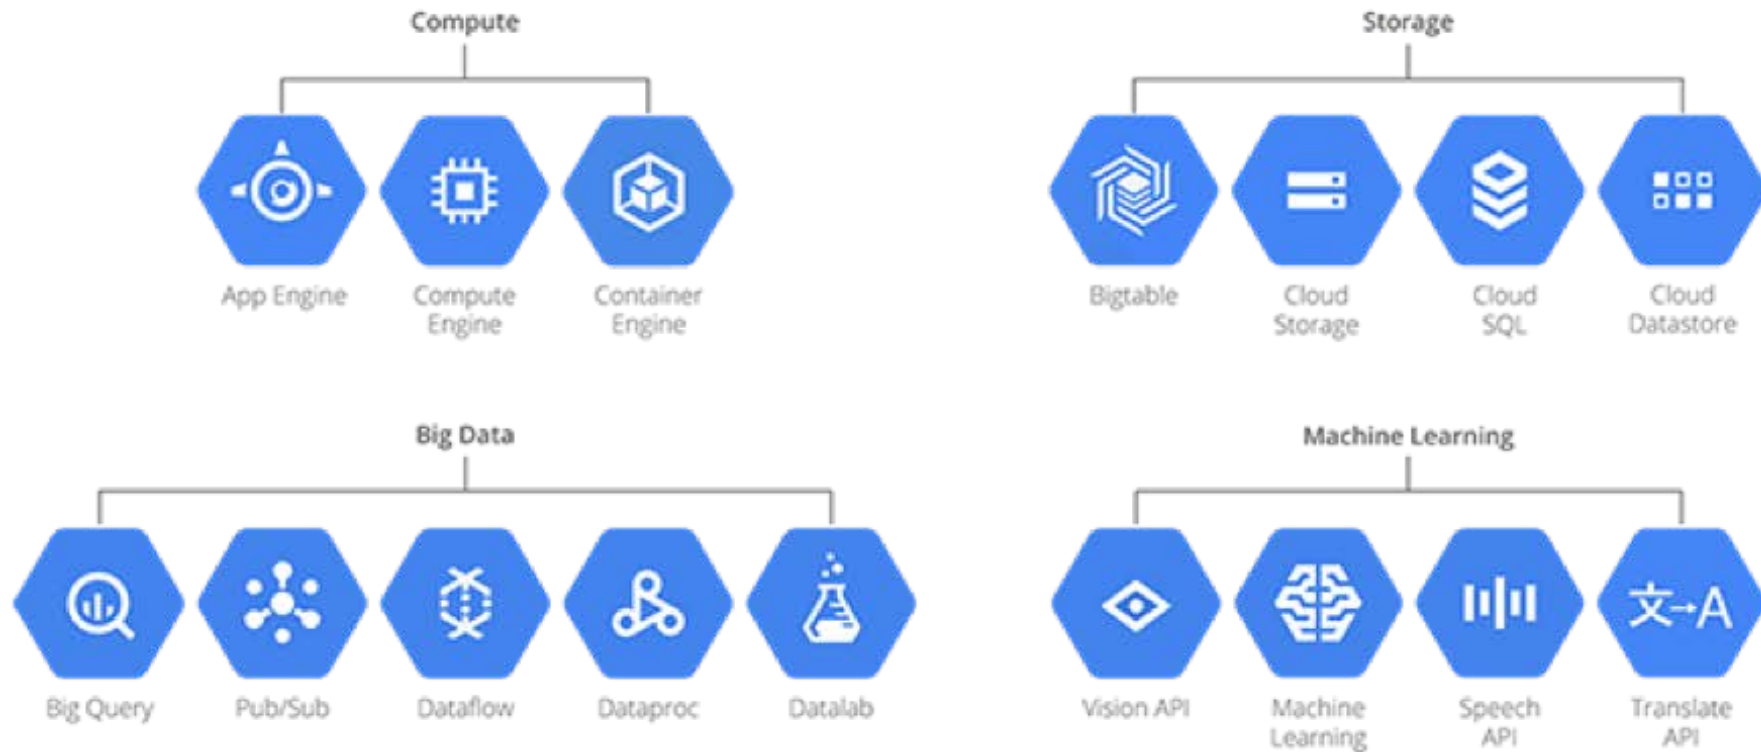 Compute
App Engine
Compute
Engine
Container
Engine
Storage
Bigtable
Cloud
Storage
Cloud
SQL
Cloud
Datastore
Big Data
Big Query
Pub/Sub
Dataflow
Dataproc
Datalab
Machine Learning
Vision API
Machine
Learning
Speech
API
文→A
Translate
API